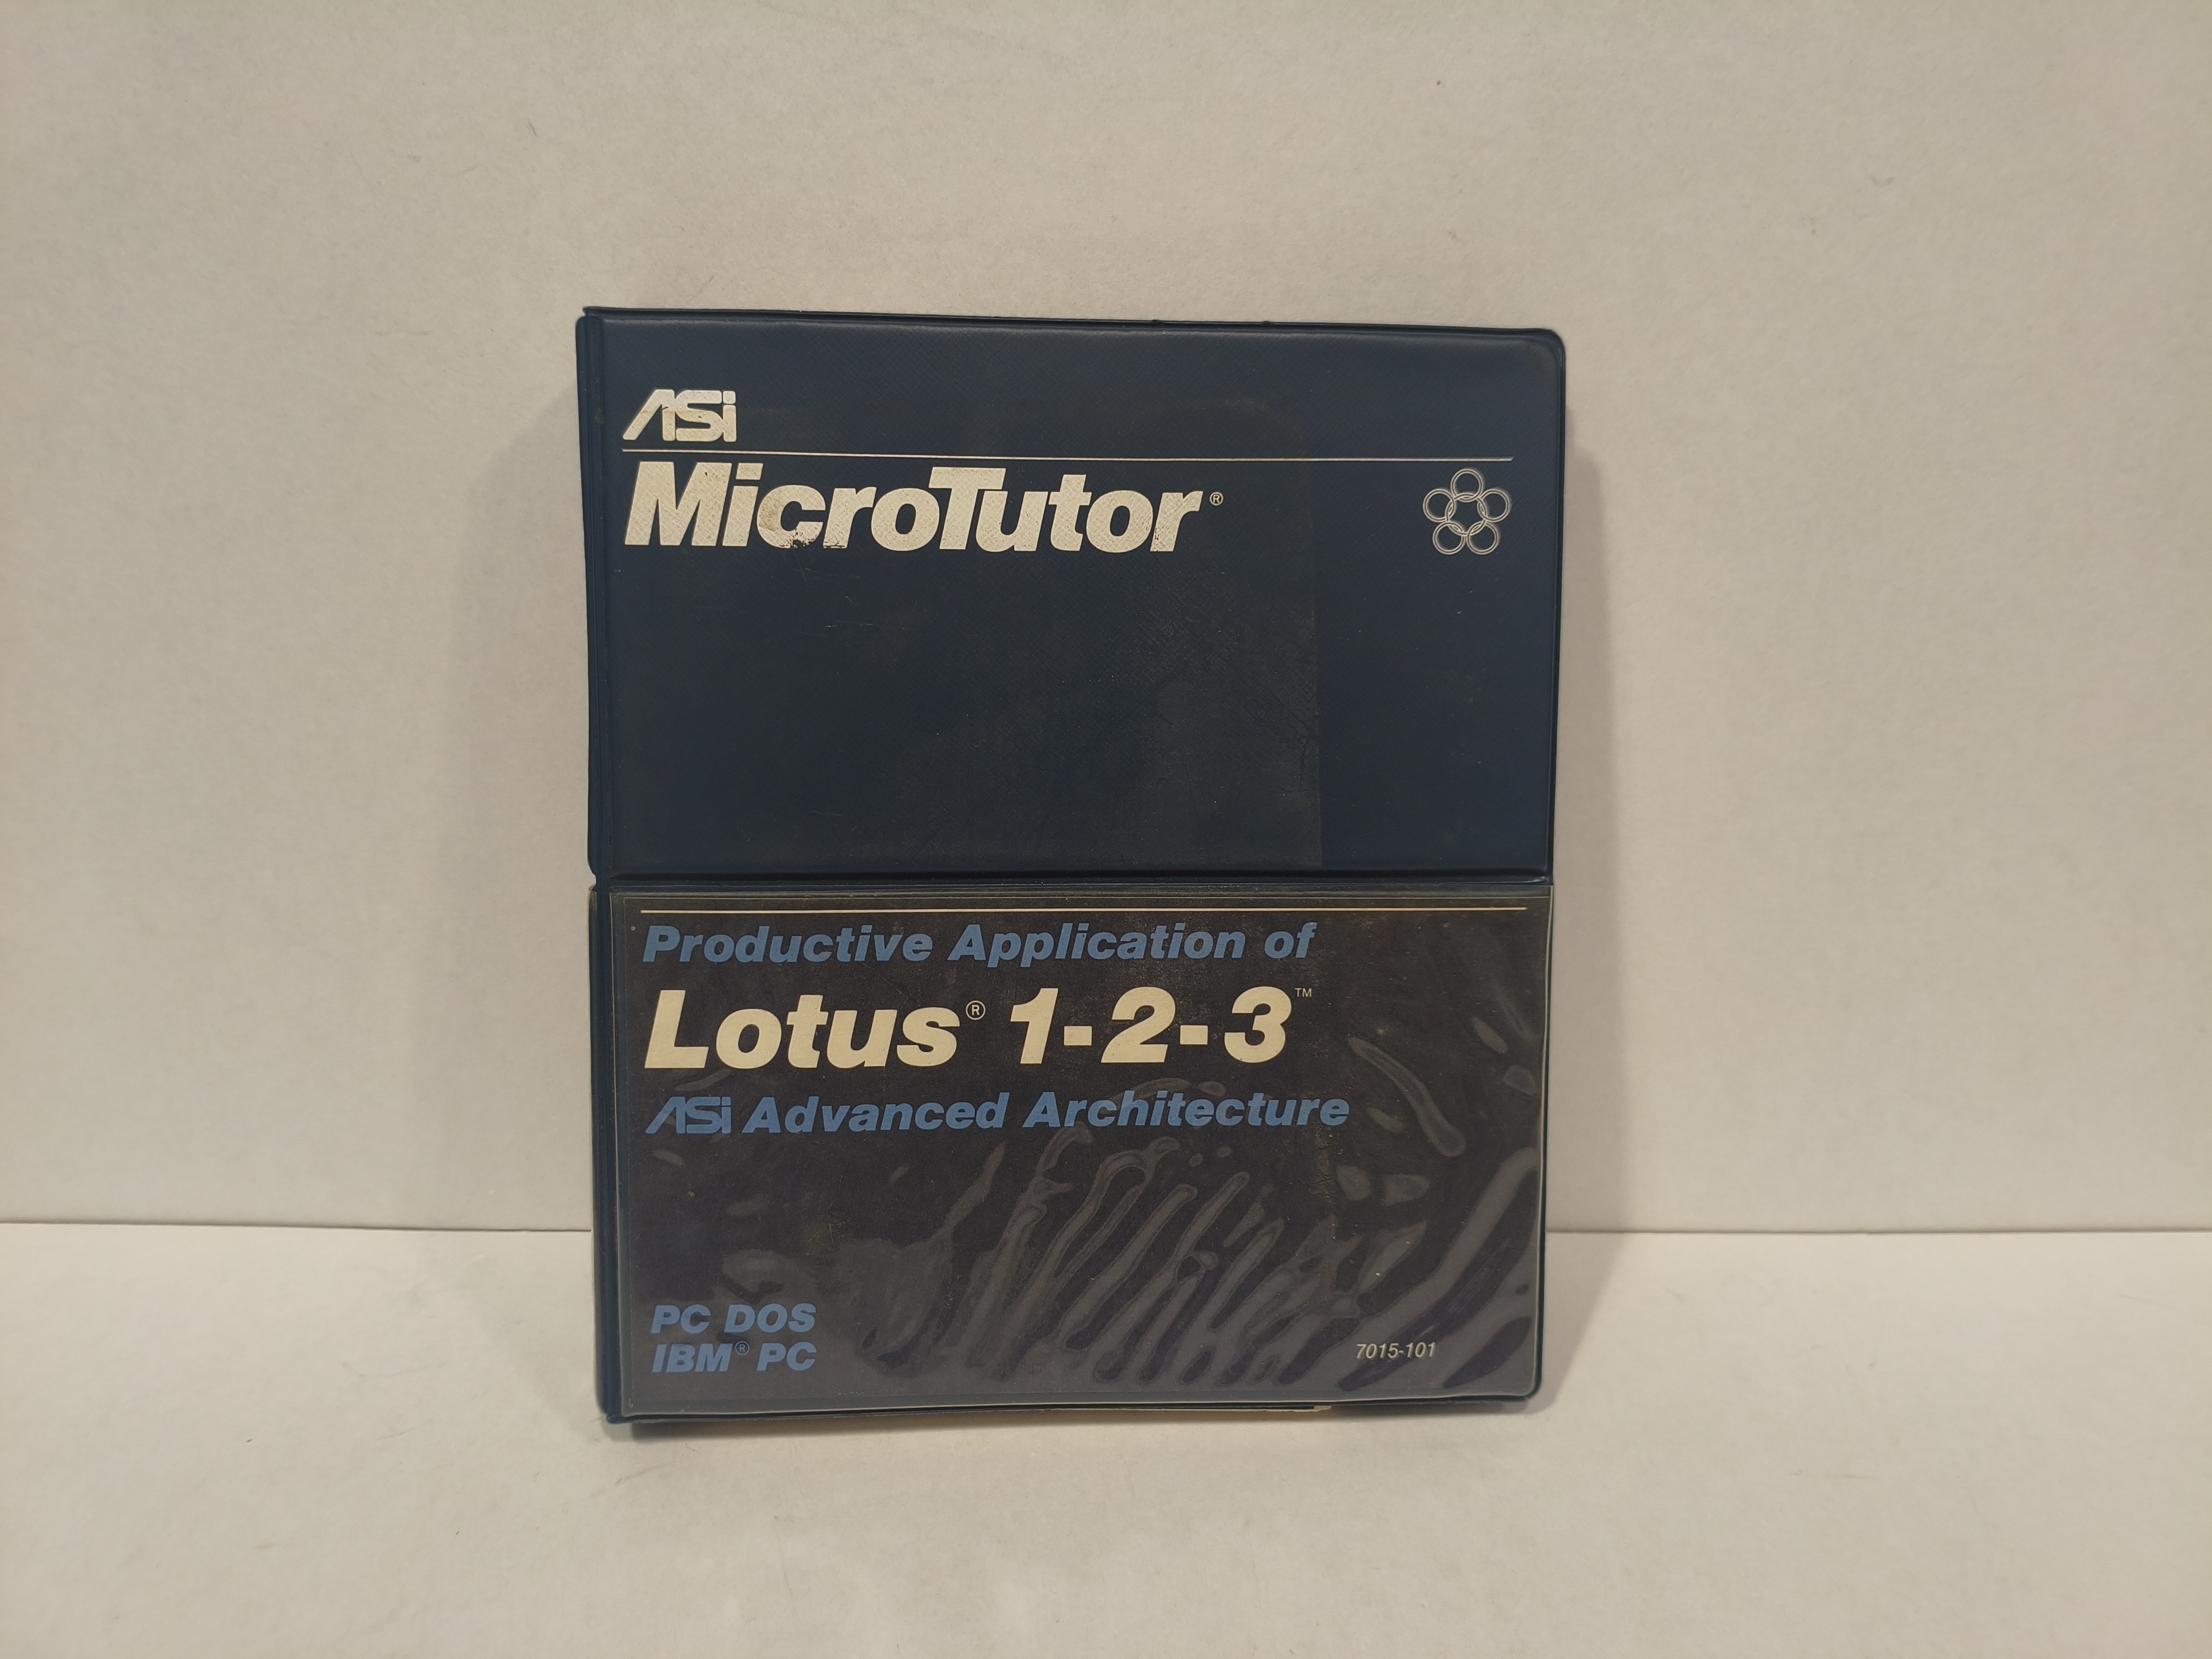 ASi
MicroTutor®
Productive Application of
Lotus® 1-2-3™
ASi Advanced Architecture
PC DOS
IBM® PC
7015-101